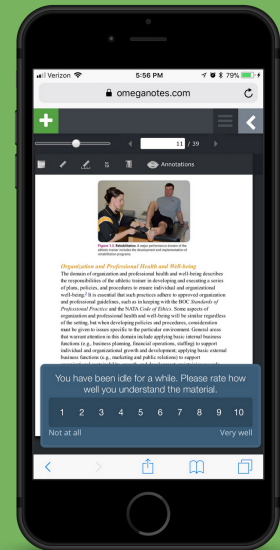 Verizon 5:56 PM 79%
omeganotes.com
11 / 39
Annotations
Figure 1-3. Rehabilitation: A major performance domain of the
athletic trainer includes the development and implementation of
rehabilitation programs.
Organization and Professional Health and Well-being
The domain of organization and professional health and well-being describes
the responsibilities of the athletic trainer in developing and executing a series
of plans, policies, and procedures to ensure individual and organizational
well-being. It is essential that such practices adhere to approved organization
and professional guidelines, such as to keeping with the BOC Standards of
Professional Practice and the NATA Code of Ethics. Some aspects of
organization and professional health and well-being will be similar regardless
of the setting, but when developing policies and procedures, consideration
must be given to issues specific to the particular environment. General areas
that warrant attention in this domain include applying basic internal business
functions (e.g., business planning, financial operations, staffing) to support
individual and organizational growth and development; applying basic external
business functions (e.g., marketing and public relations) to support
You have been idle for a while. Please rate how
well you understand the material.
1 2 3 4 5 6 7 8 9 10
Not at all Very well